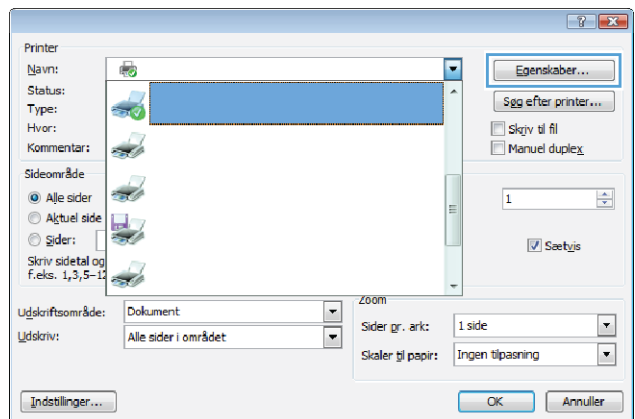 Printer
Navn:
Egenskaber...
Status:
Type:
Søg efter printer...
Hvor:
Skriv til fil
Kommentar:
Manuel duplex
Sideområde
Alle sider
1
Aktuel side
Sider:
Sætvis
Skriv sidetal og
f.eks. 1,3,5–12
Udskriftsområde: Dokument
Udskriv: Alle sider i området
Zoom
Sider pr. ark: 1 side
Skaler til papir: Ingen tilpasning
Indstillinger...
OK
Annuller